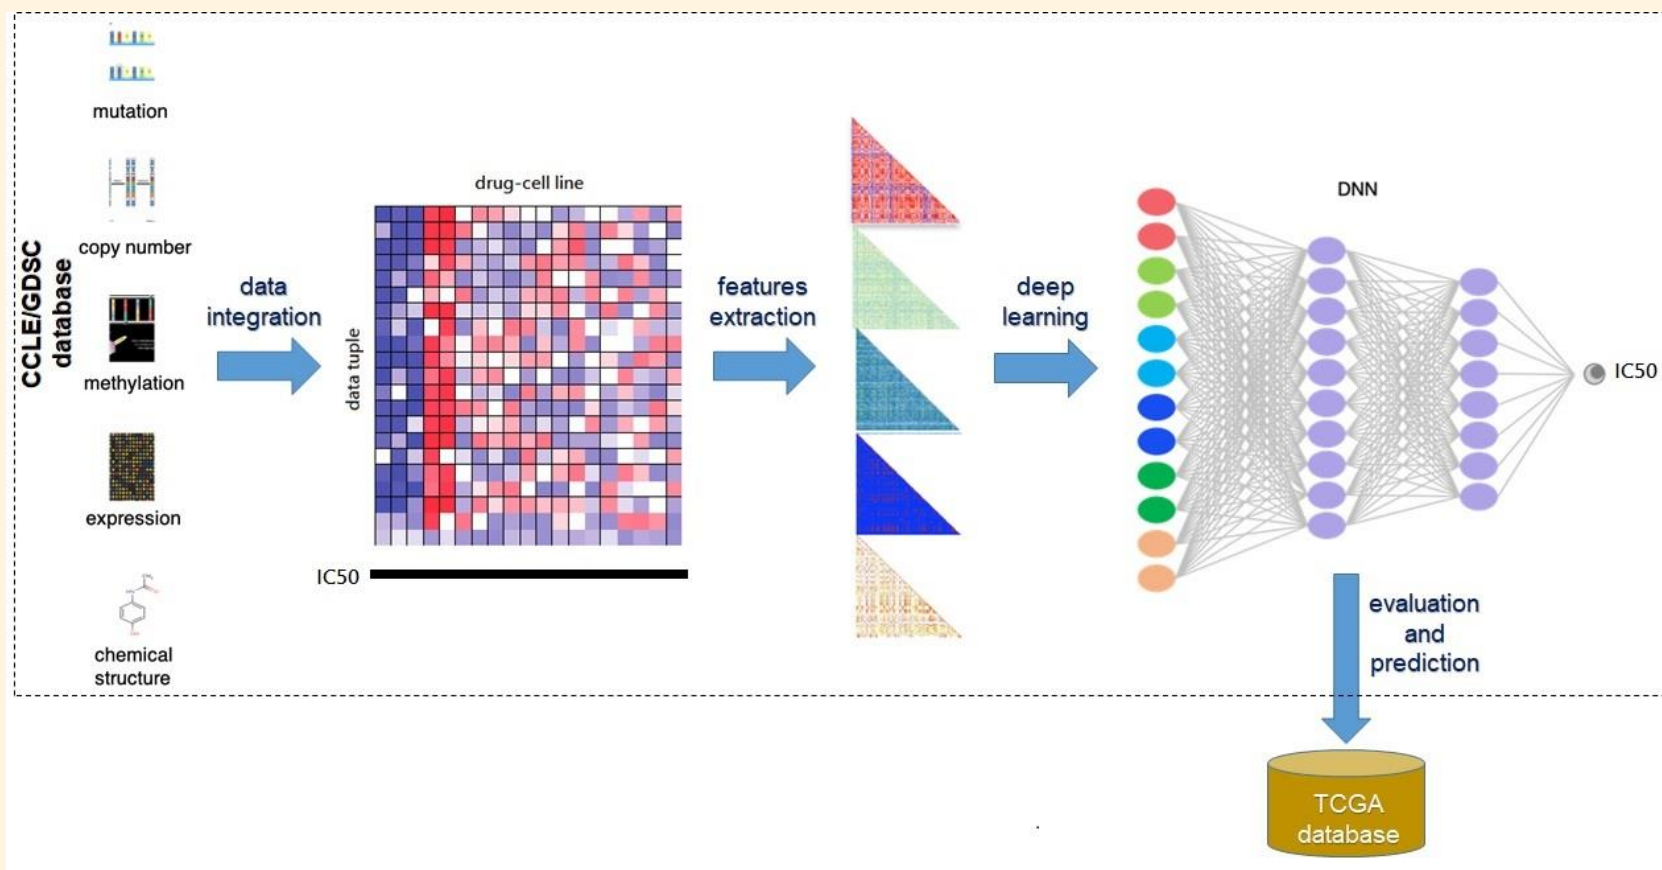 mutation
copy number
methylation
expression
chemical
structure
CCLE/GDSC
database
data
integration
drug-cell line
data tuple
IC50
features
extraction
deep
learning
DNN
IC50
evaluation
and
prediction
TCGA
database